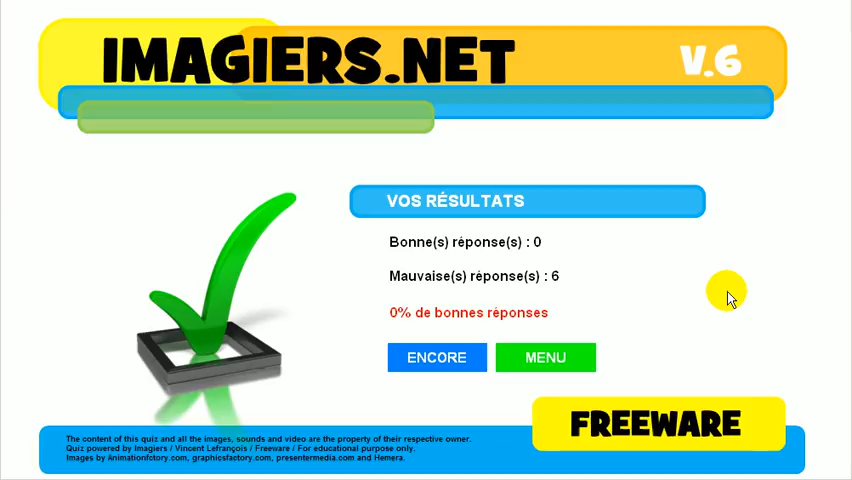 IMAGIERS.NET
V.6
VOS RÉSULTATS
Bonne(s) réponse(s) : 0
Mauvaise(s) réponse(s) : 6
0% de bonnes réponses
ENCORE
MENU
FREEWARE
The content of this quiz and all the images, sounds and video are the property of their respective owner.
Quiz powered by Imagiers / Vincent Lefrançois / Freeware / For educational purpose only.
Images by Animationfctory.com, graphicsfactory.com, presentermedia.com and Hemera.